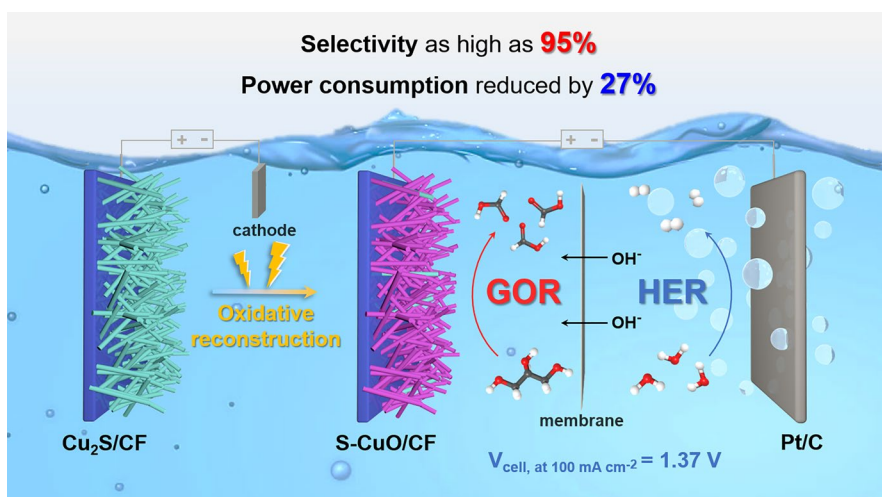 Selectivity as high as 95%
Power consumption reduced by 27%
+ -
+ -
cathode
Oxidative
reconstruction
GOR
OH⁻
OH⁻
HER
membrane
Cu₂S/CF
S-CuO/CF
Pt/C
V_cell, at 100 mA cm⁻² = 1.37 V